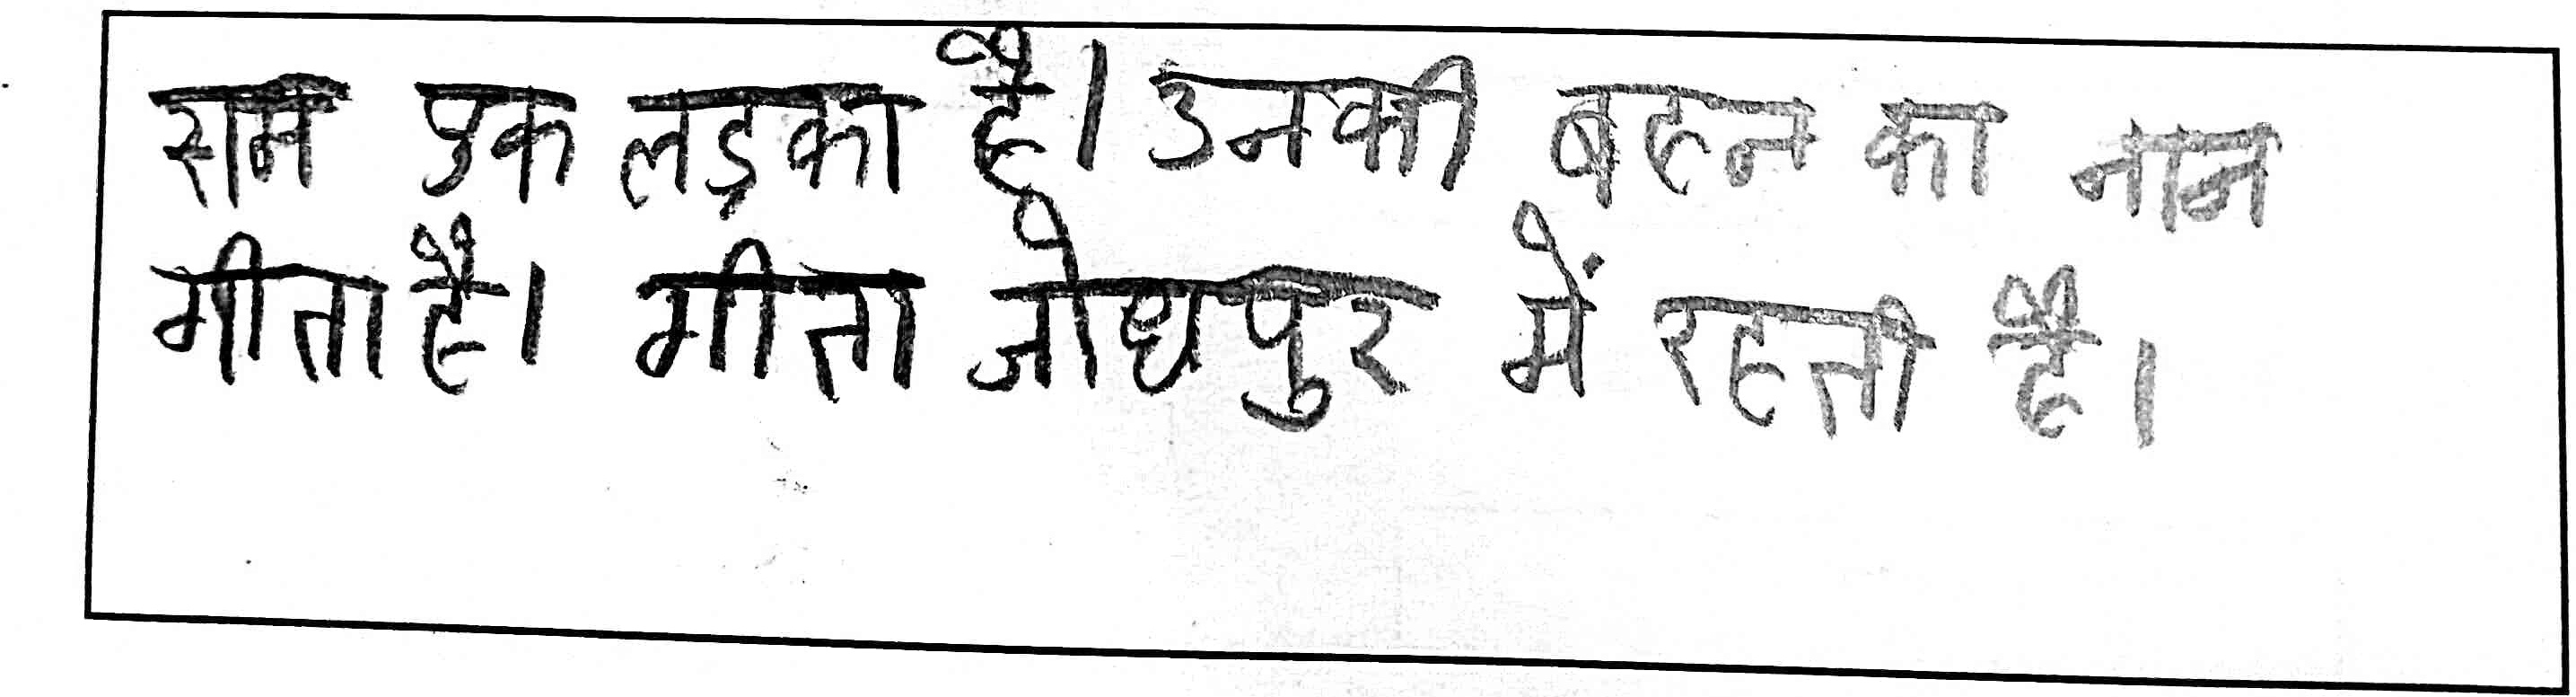 राम एक लड़का है। उनकी बहन का नाम
गीता है। गीता जोधपुर में रहती है।